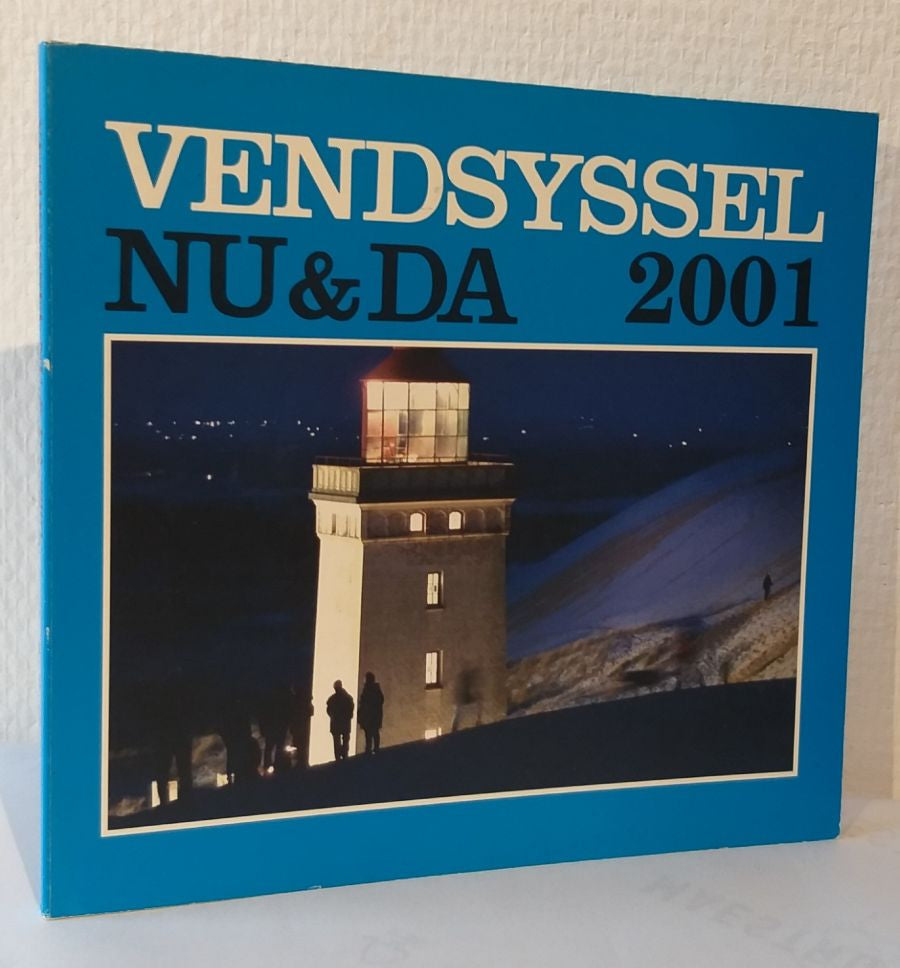 VENDSYSSEL
NU & DA 2001